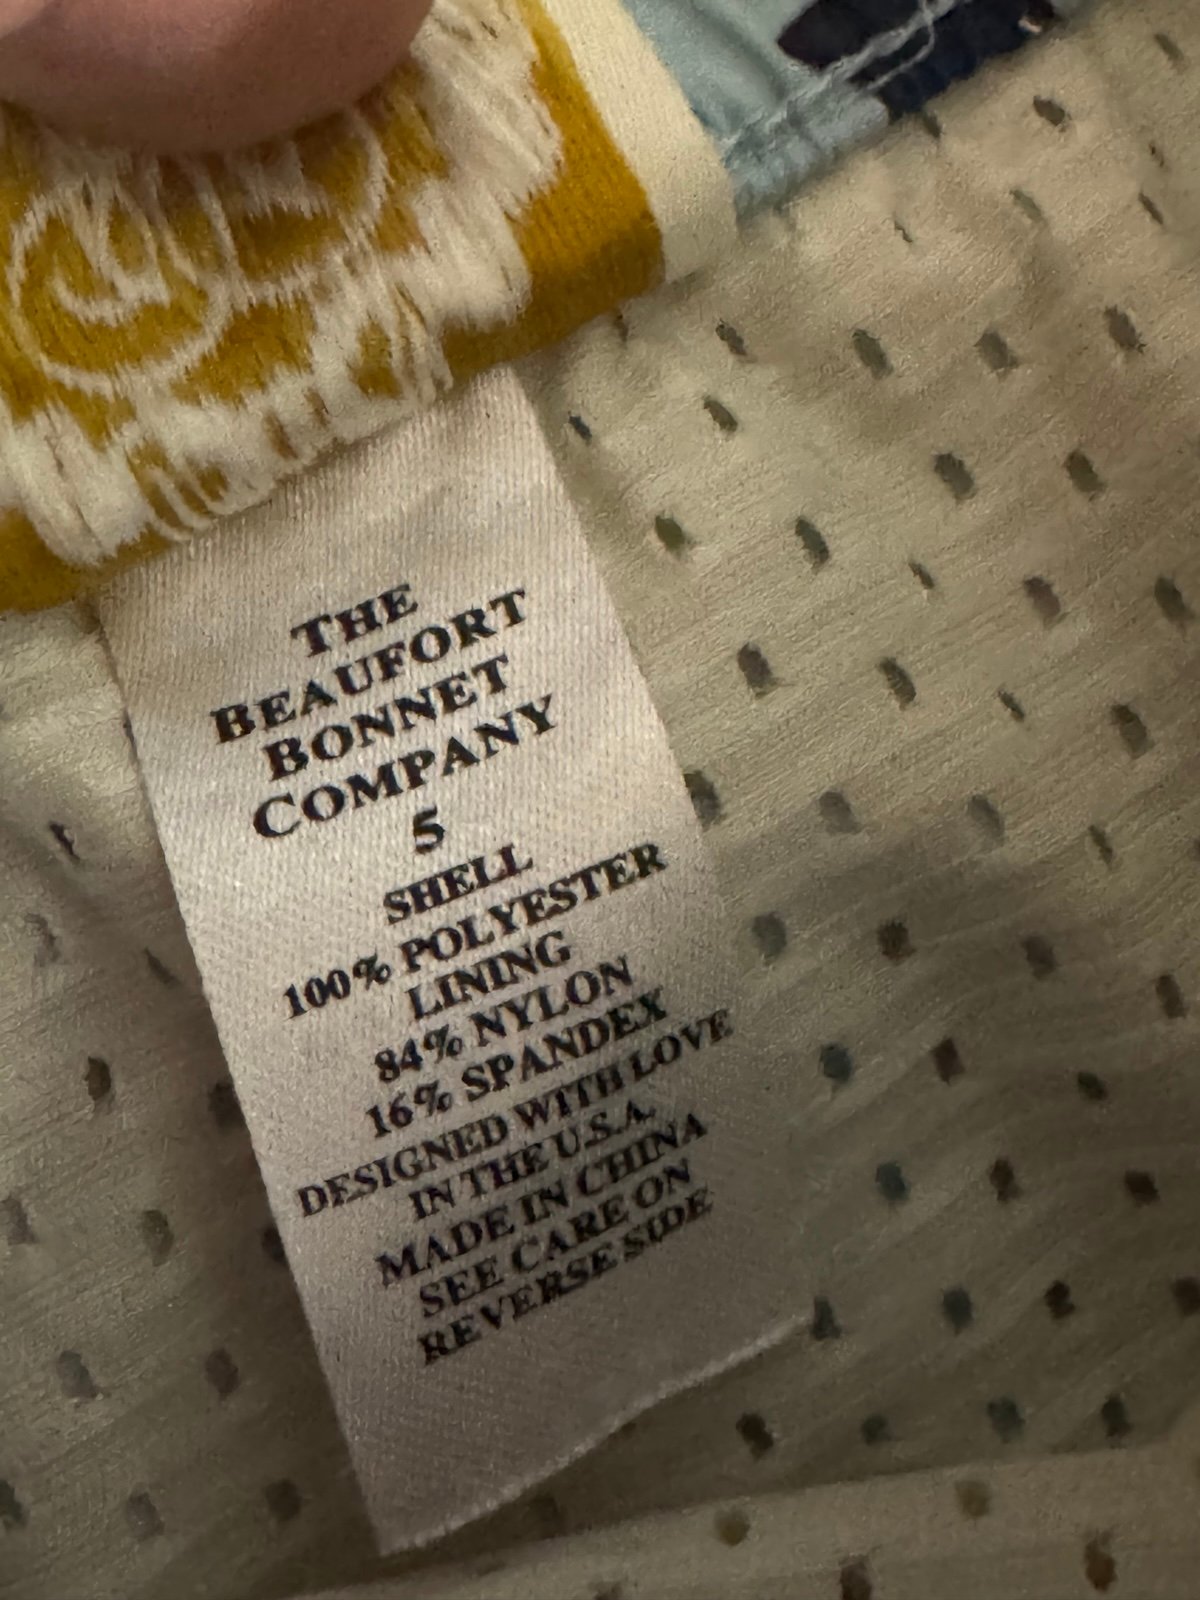 THE
BEAUFORT
BONNET
COMPANY
5
SHELL
100% POLYESTER
LINING
84% NYLON
16% SPANDEX
DESIGNED WITH LOVE
IN THE U.S.A.
MADE IN CHINA
SEE CARE ON
REVERSE SIDE